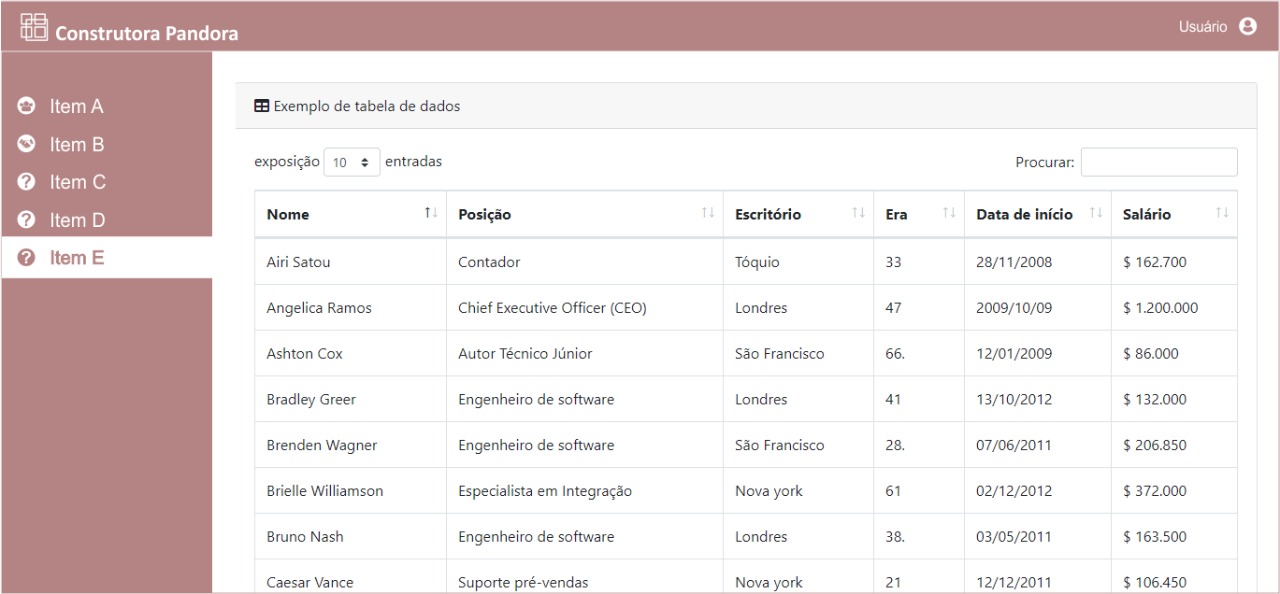 Construtora Pandora
Usuário
Item A
Item B
Item C
Item D
Item E
Exemplo de tabela de dados
exposição 10 entradas
Procurar:
Nome Posição Escritório Era Data de início Salário
Airi Satou Contador Tóquio 33 28/11/2008 $ 162.700
Angelica Ramos Chief Executive Officer (CEO) Londres 47 2009/10/09 $ 1.200.000
Ashton Cox Autor Técnico Júnior São Francisco 66. 12/01/2009 $ 86.000
Bradley Greer Engenheiro de software Londres 41 13/10/2012 $ 132.000
Brenden Wagner Engenheiro de software São Francisco 28. 07/06/2011 $ 206.850
Brielle Williamson Especialista em Integração Nova york 61 02/12/2012 $ 372.000
Bruno Nash Engenheiro de software Londres 38. 03/05/2011 $ 163.500
Caesar Vance Suporte pré-vendas Nova york 21 12/12/2011 $ 106.450